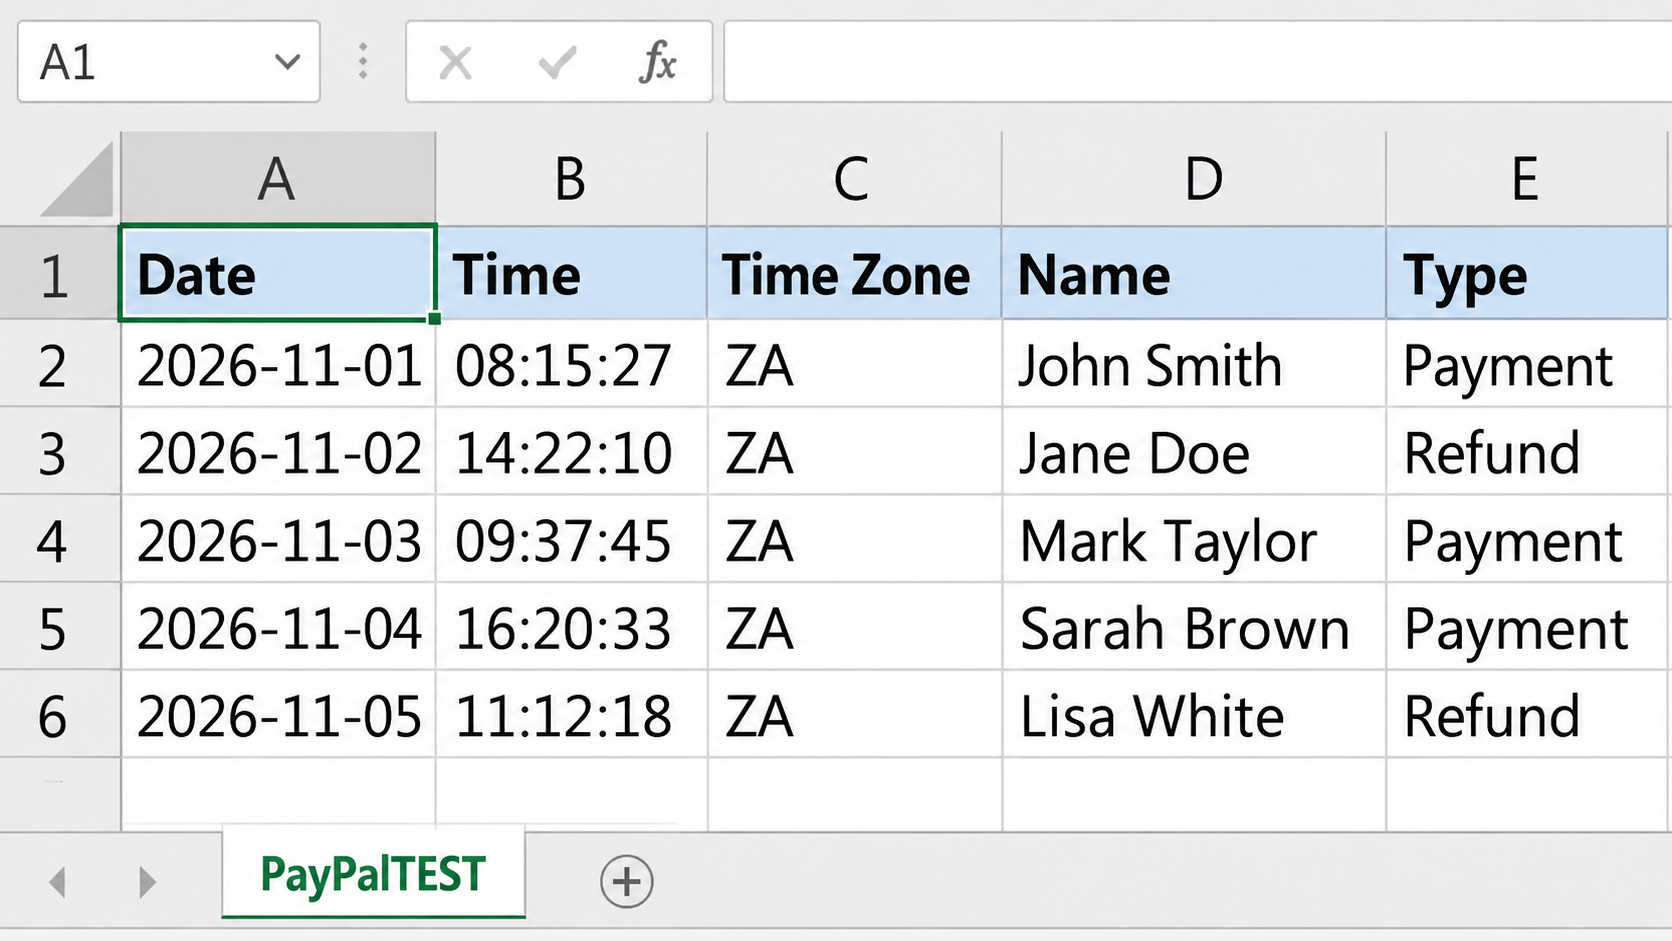 A1 fx
A B C D E
1 Date Time Time Zone Name Type
2 2026-11-01 08:15:27 ZA John Smith Payment
3 2026-11-02 14:22:10 ZA Jane Doe Refund
4 2026-11-03 09:37:45 ZA Mark Taylor Payment
5 2026-11-04 16:20:33 ZA Sarah Brown Payment
6 2026-11-05 11:12:18 ZA Lisa White Refund
PayPalTEST